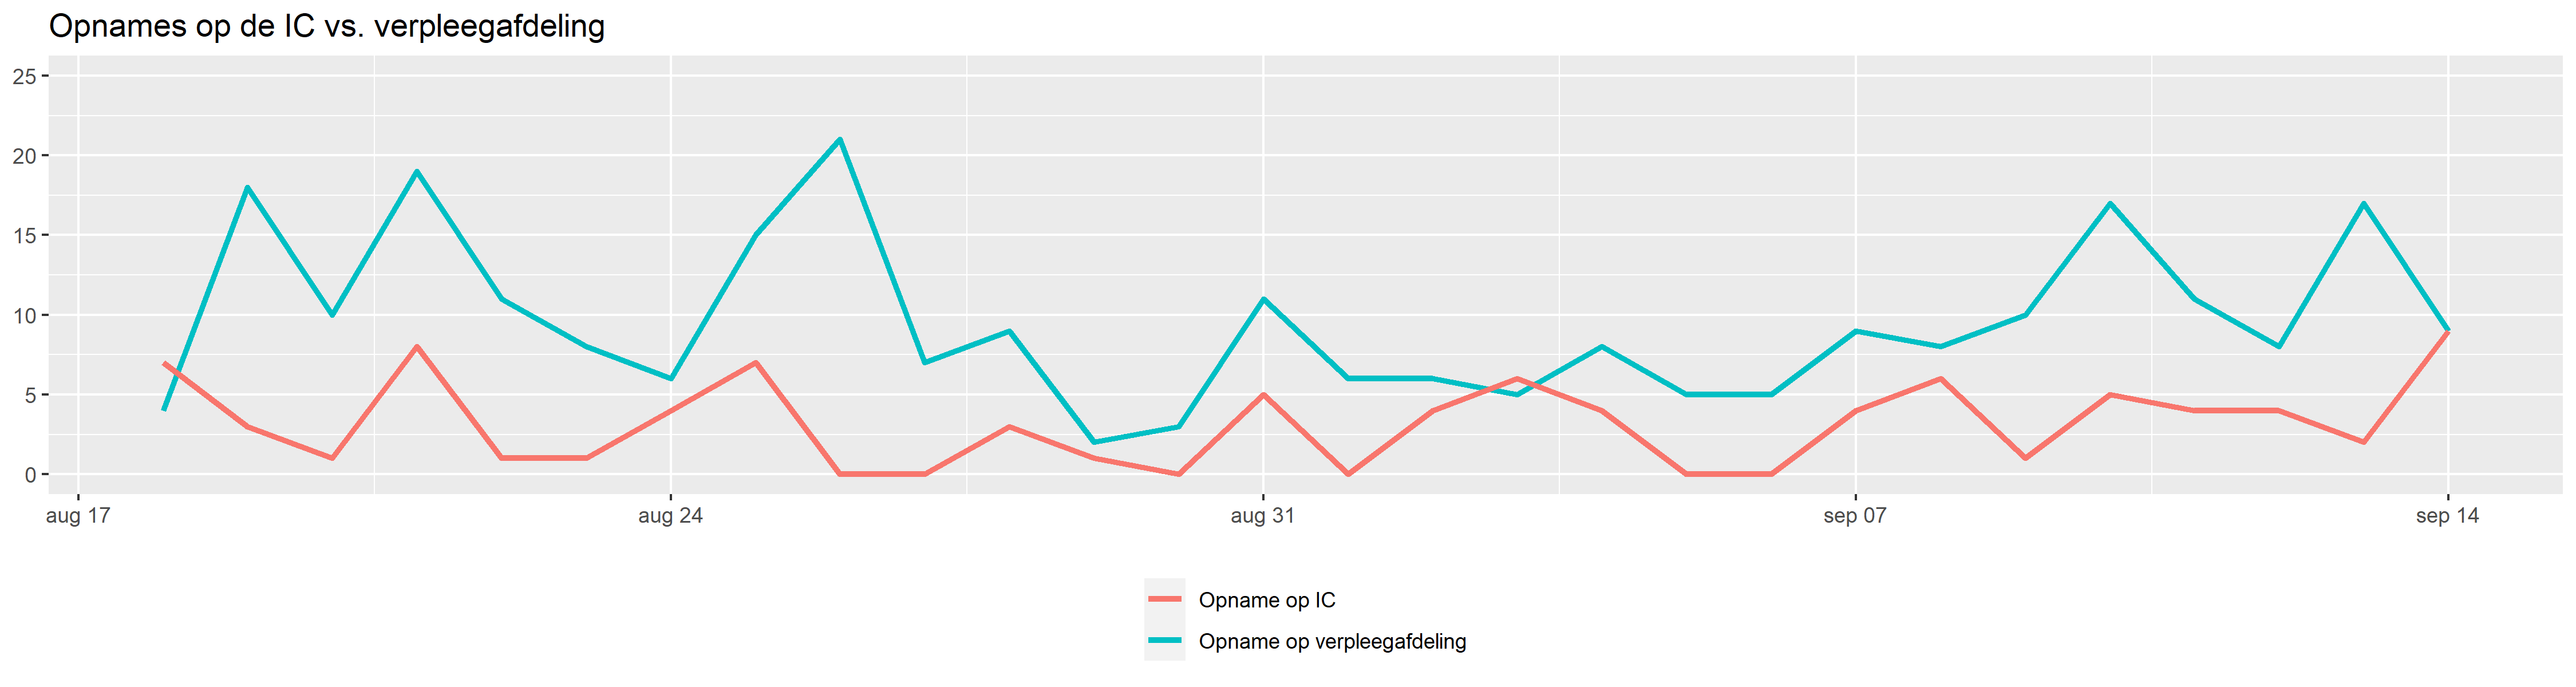 Opnames op de IC vs. verpleegafdeling
25
20
15
10
5
0
aug 17 aug 24 aug 31 sep 07 sep 14
Opname op IC
Opname op verpleegafdeling